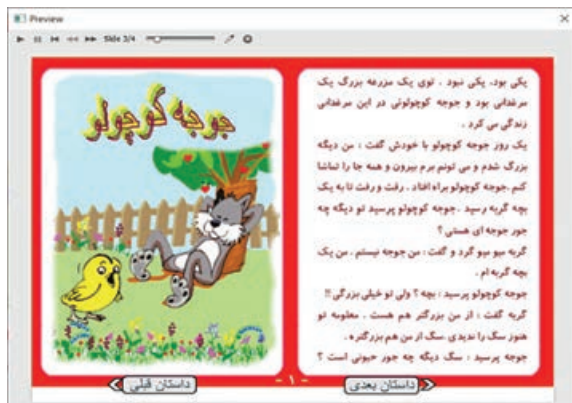 Preview
Side 3/4
جوجه کوچولو
یکی بود، یکی نبود . توی یک مزرعه بزرگ یک
مرغدانی بود و جوجه کوچولوئی در این مرغدانی
زندگی می کرد .
یک روز جوجه کوچولو با خودش گفت : من دیگه
بزرگ شدم و می تونم برم بیرون و همه جا را تماشا
کنم .جوجه کوچولو براه افتاد . رفت و رفت تا به یک
بچه گربه رسید . جوجه کوچولو پرسید تو دیگه چه
جور جوجه ای هستی ؟
گربه میو میو کرد و گفت : من جوجه نیستم . من یک
بچه گربه ام .
جوجه کوچولو پرسید : بچه ؟ ولی تو خیلی بزرگی !!
گربه گفت : از من بزرگتر هم هست . معلومه تو
هنوز سگ را ندیدی .سگ از من هم بزرگتره .
جوجه پرسید : سگ دیگه چه جور حیونی است ؟
داستان بعدی
- ۱ -
داستان قبلی